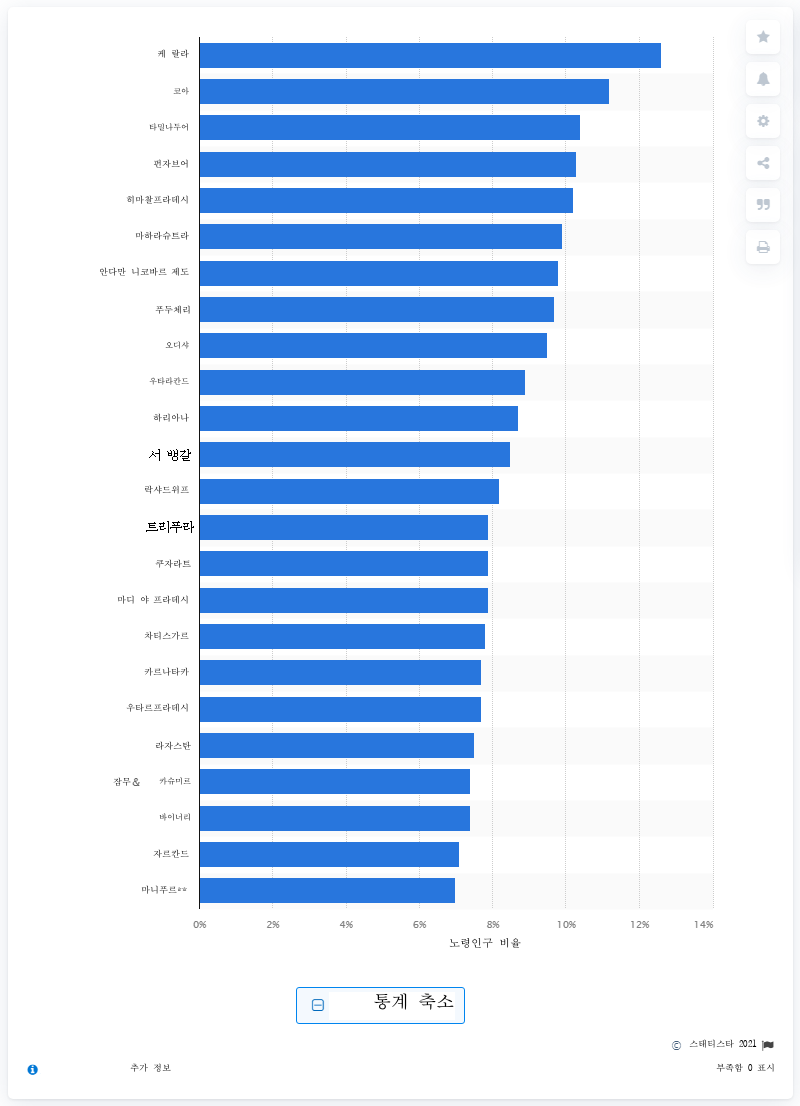 케 랄라
코아
타밀나두어
펀자브어
히마찰프라데시
마하라슈트라
안다만 니코바르 제도
푸두체리
오디샤
우타라칸드
하리아나
서 뱅갈
락샤드위프
트리푸라
쿠자라트
마디 야 프라데시
차티스가르
카르나타카
우타르프라데시
라자스탄
잠무& 카슈미르
바이너리
자르칸드
마니푸르**
0% 2% 4% 6% 8% 10% 12% 14%
노령인구 비율
통계 축소
© 스태티스타 2021
추가 정보
부족함 0 표시